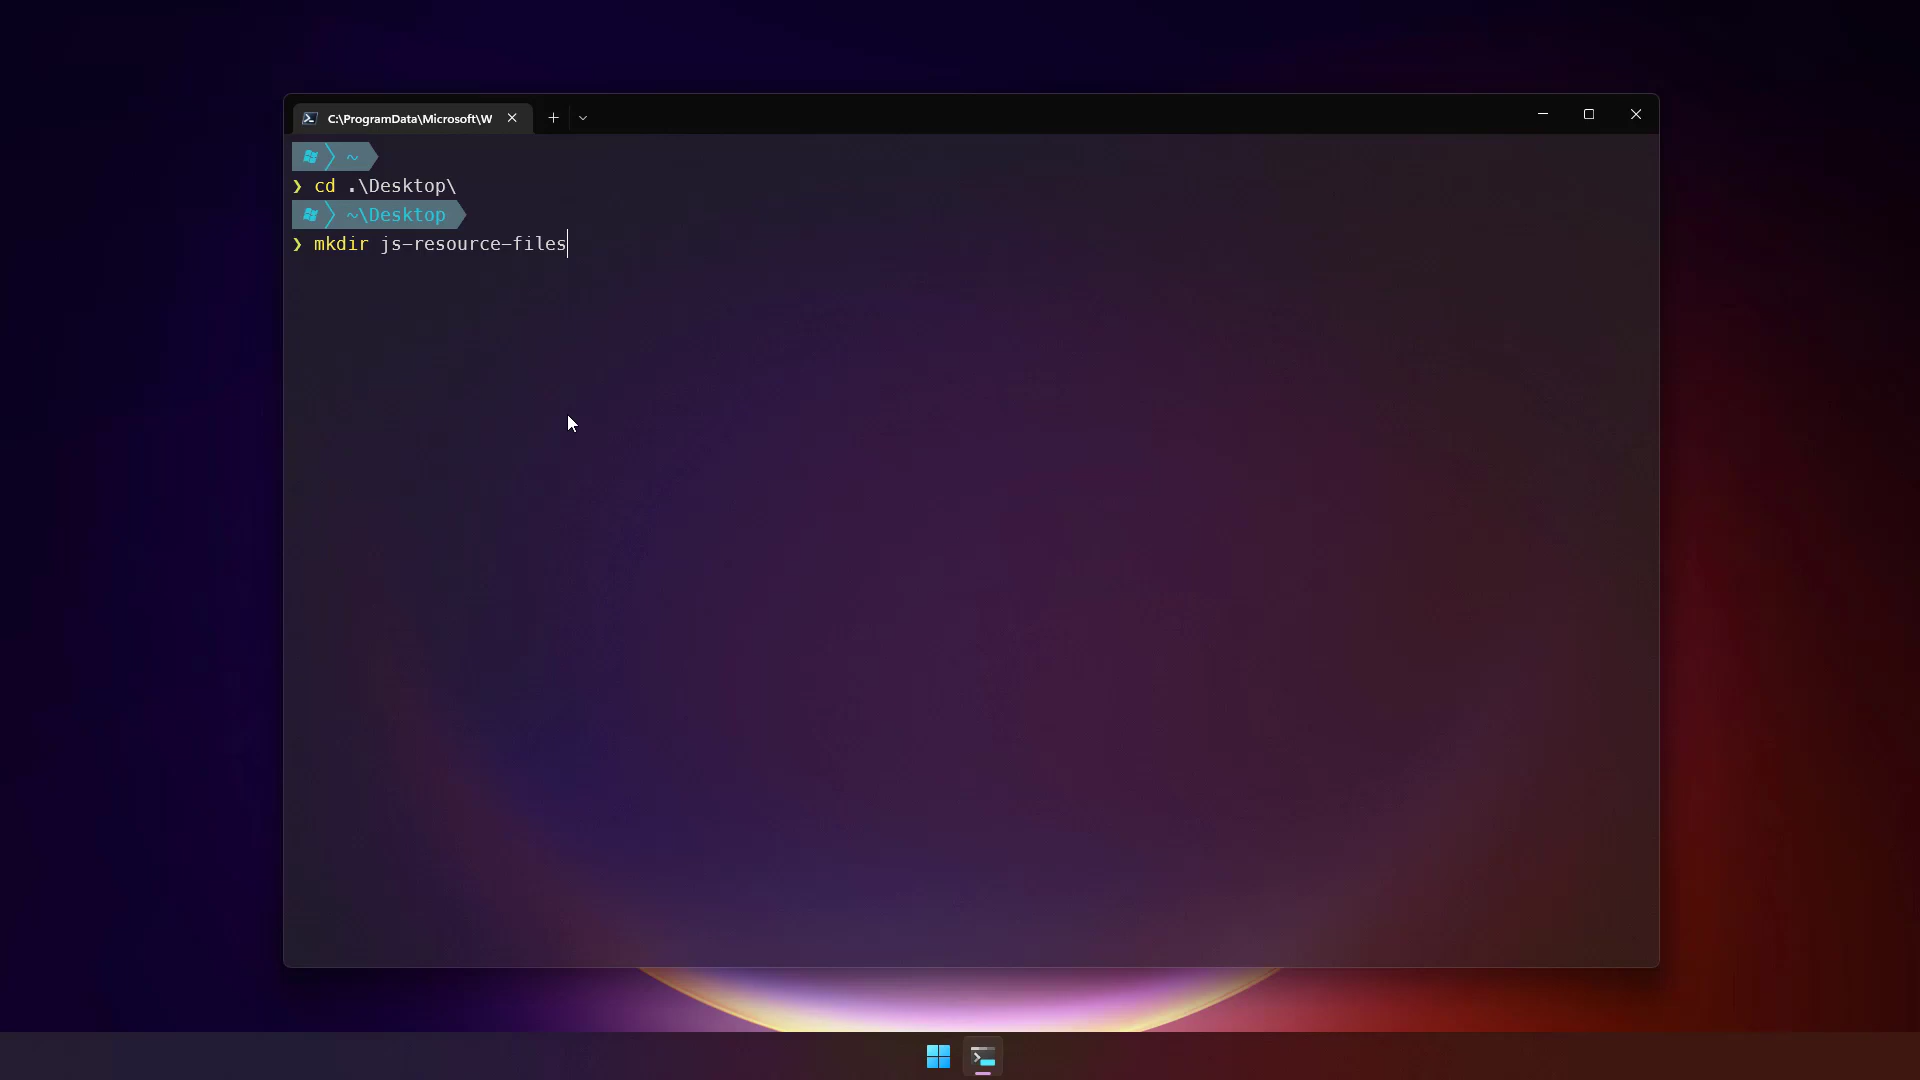 C:\ProgramData\Microsoft\W
~
❯ cd .\Desktop\
~\Desktop
❯ mkdir js-resource-files